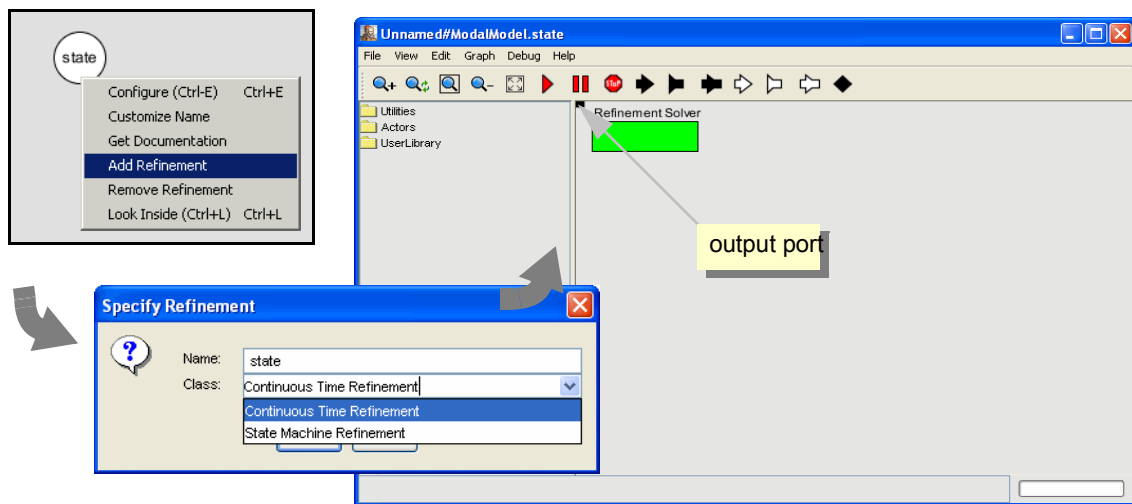 state
Configure (Ctrl-E) Ctrl+E
Customize Name
Get Documentation
Add Refinement
Remove Refinement
Look Inside (Ctrl+L) Ctrl+L
Unnamed#ModalModel.state
File View Edit Graph Debug Help
STOP
Utilities
Actors
UserLibrary
Refinement Solver
output port
Specify Refinement
Name: state
Class: Continuous Time Refinement
Continuous Time Refinement
State Machine Refinement